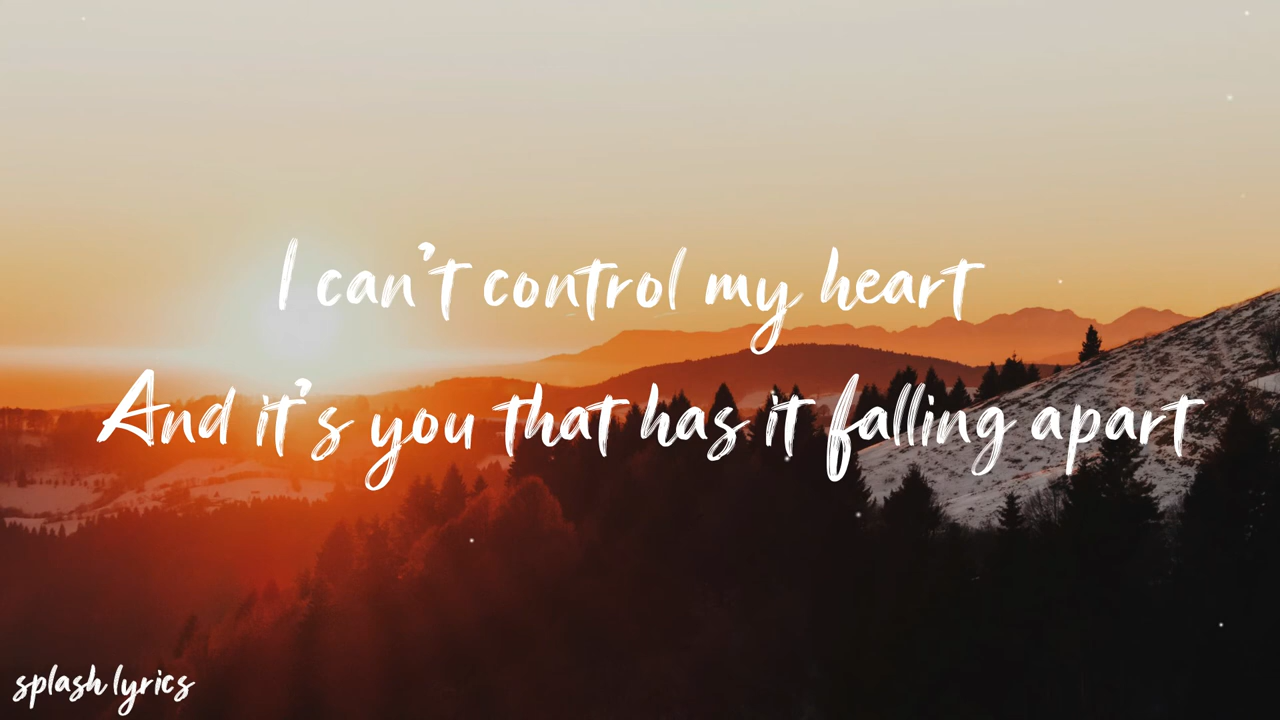 I can't control my heart
And it's you that has it falling apart
splash lyrics